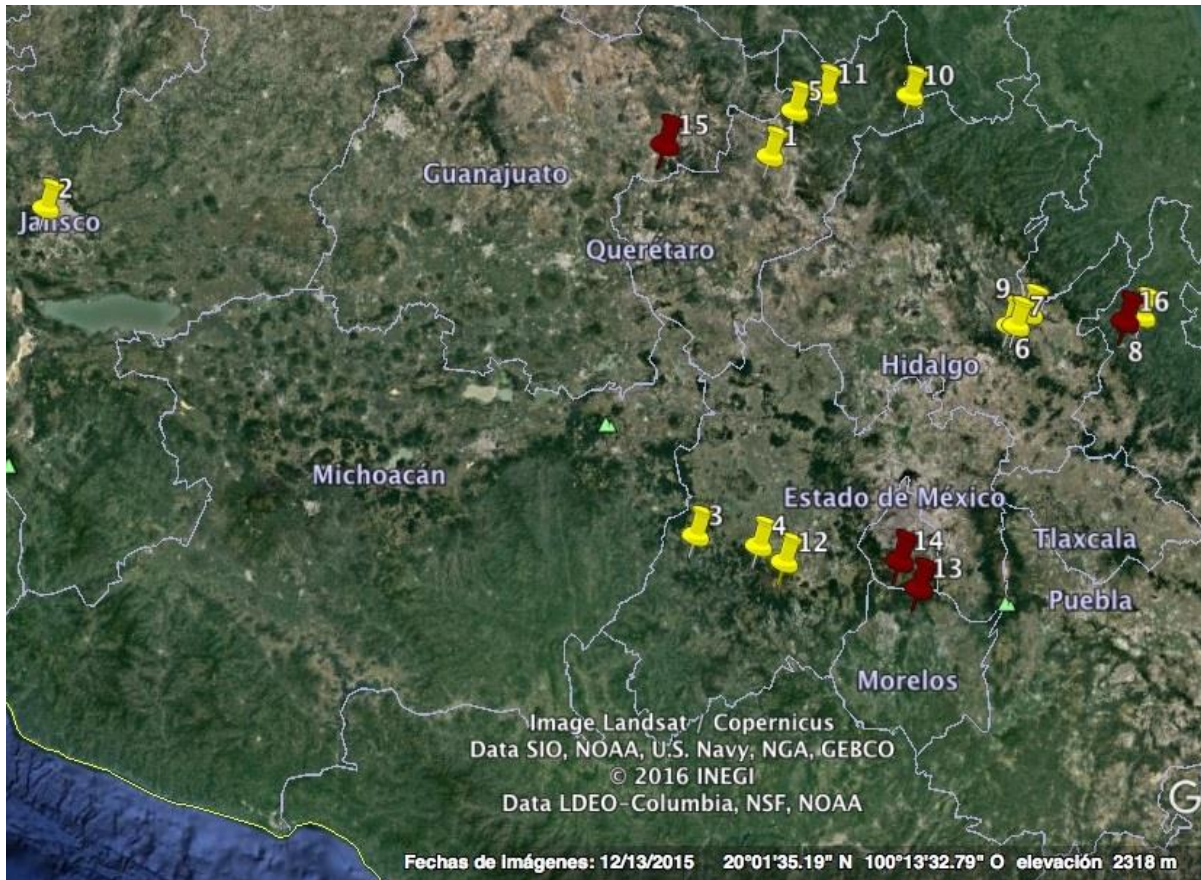 11
10
5
15
1
Guanajuato
2
Jalisco
Querétaro
9
7
16
6
8
Hidalgo
Michoacán
Estado de México
3
4
12
14
13
Tlaxcala
Puebla
Morelos
Image Landsat / Copernicus
Data SIO, NOAA, U.S. Navy, NGA, GEBCO
© 2016 INEGI
Data LDEO-Columbia, NSF, NOAA
G
Fechas de imágenes: 12/13/2015 20°01'35.19" N 100°13'32.79" O elevación 2318 m